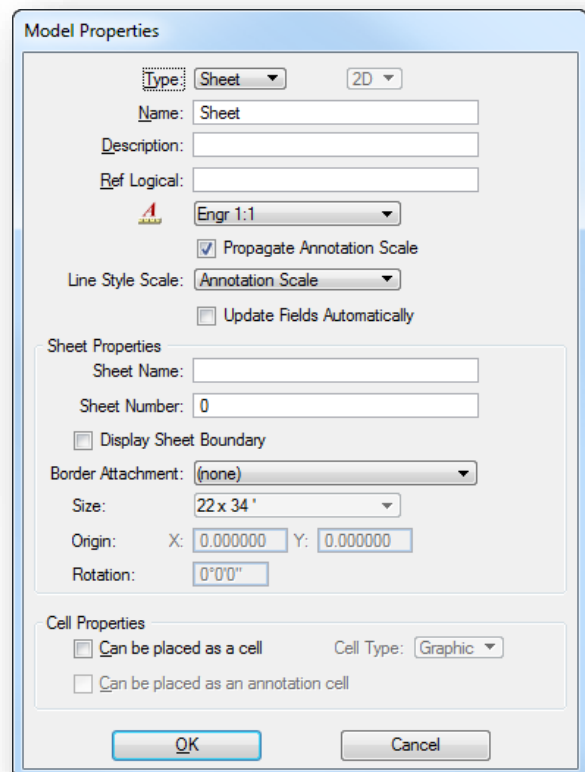 Model Properties
Type: Sheet 2D
Name: Sheet
Description:
Ref Logical:
A Engr 1:1
Propagate Annotation Scale
Line Style Scale: Annotation Scale
Update Fields Automatically
Sheet Properties
Sheet Name:
Sheet Number: 0
Display Sheet Boundary
Border Attachment: (none)
Size: 22 x 34 '
Origin: X: 0.000000 Y: 0.000000
Rotation: 0°0'0"
Cell Properties
Can be placed as a cell Cell Type: Graphic
Can be placed as an annotation cell
OK Cancel